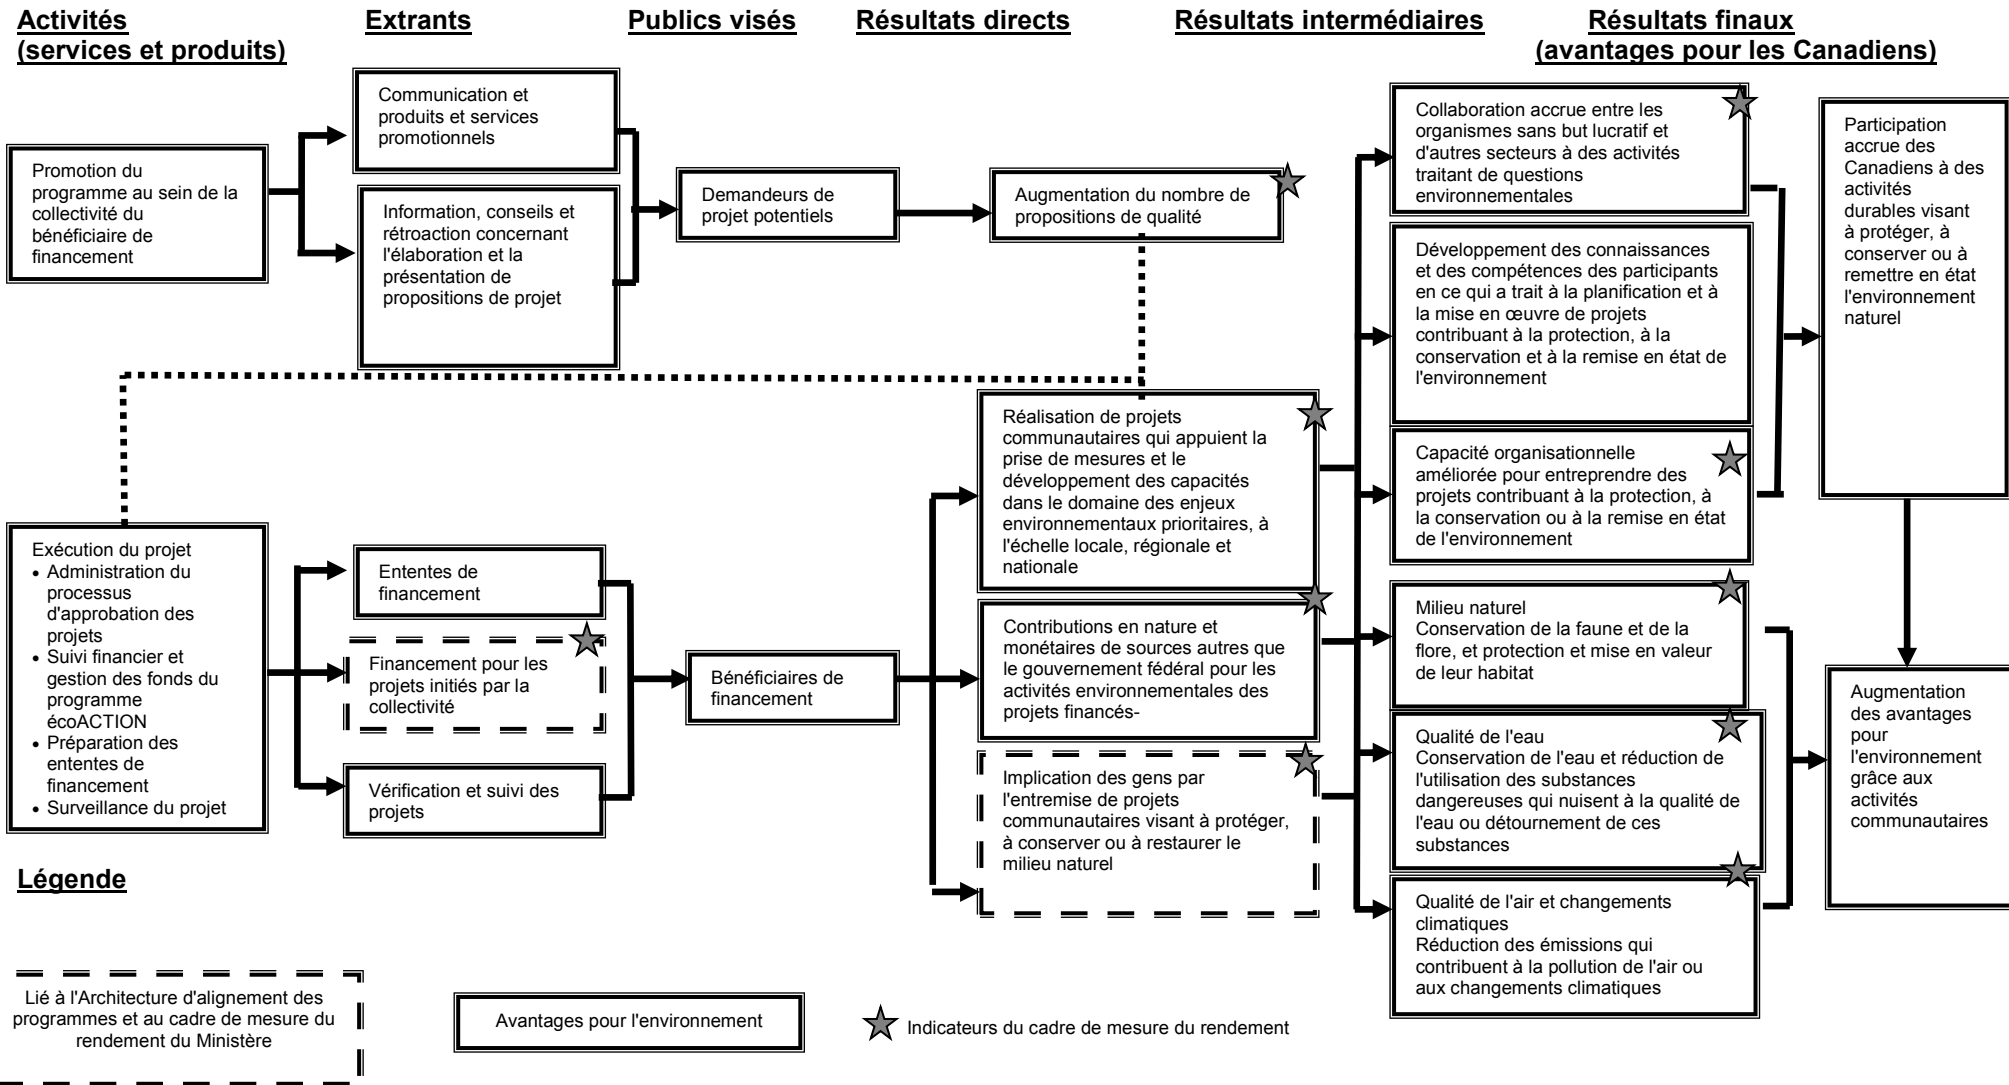 Activités
(services et produits)
Extrants
Publics visés
Résultats directs
Résultats intermédiaires
Résultats finaux
(avantages pour les Canadiens)
Promotion du
programme au sein de la
collectivité du
bénéficiaire de
financement
Communication et
produits et services
promotionnels
Information, conseils et
rétroaction concernant
l'élaboration et la
présentation de
propositions de projet
Demandeurs de
projet potentiels
Augmentation du nombre de
propositions de qualité
Collaboration accrue entre les
organismes sans but lucratif et
d'autres secteurs à des activités
traitant de questions
environnementales
Développement des connaissances
et des compétences des participants
en ce qui a trait à la planification et à
la mise en œuvre de projets
contribuant à la protection, à la
conservation et à la remise en état de
l'environnement
Capacité organisationnelle
améliorée pour entreprendre des
projets contribuant à la protection, à
la conservation ou à la remise en état
de l'environnement
Participation
accrue des
Canadiens à des
activités
durables visant
à protéger, à
conserver ou à
remettre en état
l'environnement
naturel
Exécution du projet
• Administration du
processus
d'approbation des
projets
• Suivi financier et
gestion des fonds du
programme
écoACTION
• Préparation des
ententes de
financement
• Surveillance du projet
Ententes de
financement
Financement pour les
projets initiés par la
collectivité
Vérification et suivi des
projets
Bénéficiaires de
financement
Réalisation de projets
communautaires qui appuient la
prise de mesures et le
développement des capacités
dans le domaine des enjeux
environnementaux prioritaires, à
l'échelle locale, régionale et
nationale
Contributions en nature et
monétaires de sources autres que
le gouvernement fédéral pour les
activités environnementales des
projets financés-
Implication des gens par
l'entremise de projets
communautaires visant à protéger,
à conserver ou à restaurer le
milieu naturel
Milieu naturel
Conservation de la faune et de la
flore, et protection et mise en valeur
de leur habitat
Qualité de l'eau
Conservation de l'eau et réduction de
l'utilisation des substances
dangereuses qui nuisent à la qualité de
l'eau ou détournement de ces
substances
Qualité de l'air et changements
climatiques
Réduction des émissions qui
contribuent à la pollution de l'air ou
aux changements climatiques
Augmentation
des avantages
pour
l'environnement
grâce aux
activités
communautaires
Légende
Lié à l'Architecture d'alignement des
programmes et au cadre de mesure du
rendement du Ministère
Avantages pour l'environnement
Indicateurs du cadre de mesure du rendement